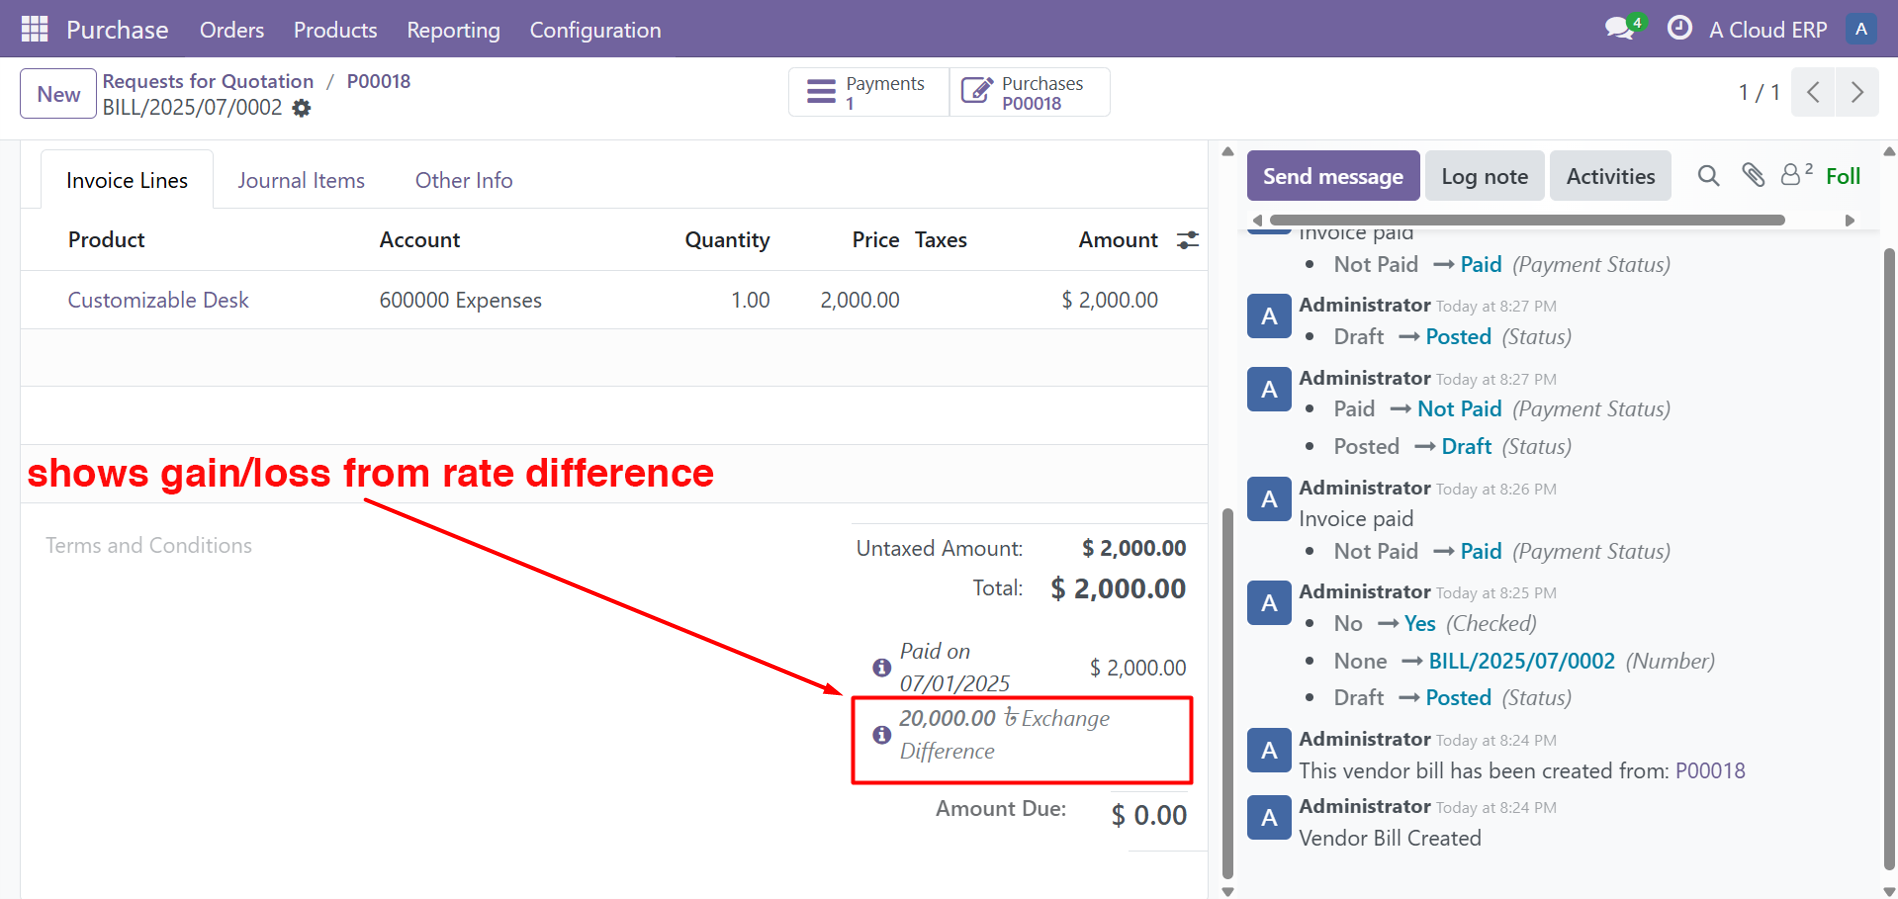 Purchase Orders Products Reporting Configuration 4 A Cloud ERP A
New Requests for Quotation / P00018
BILL/2025/07/0002
Payments
1
Purchases
P00018
1 / 1
Invoice Lines Journal Items Other Info
Product Account Quantity Price Taxes Amount
Customizable Desk 600000 Expenses 1.00 2,000.00 $ 2,000.00
shows gain/loss from rate difference
Terms and Conditions
Untaxed Amount: $ 2,000.00
Total: $ 2,000.00
Paid on
07/01/2025 $ 2,000.00
20,000.00 ৳ Exchange
Difference
Amount Due: $ 0.00
Send message Log note Activities 2 Foll
Invoice paid
• Not Paid → Paid (Payment Status)
A Administrator Today at 8:27 PM
• Draft → Posted (Status)
A Administrator Today at 8:27 PM
• Paid → Not Paid (Payment Status)
• Posted → Draft (Status)
A Administrator Today at 8:26 PM
Invoice paid
• Not Paid → Paid (Payment Status)
A Administrator Today at 8:25 PM
• No → Yes (Checked)
• None → BILL/2025/07/0002 (Number)
• Draft → Posted (Status)
A Administrator Today at 8:24 PM
This vendor bill has been created from: P00018
A Administrator Today at 8:24 PM
Vendor Bill Created